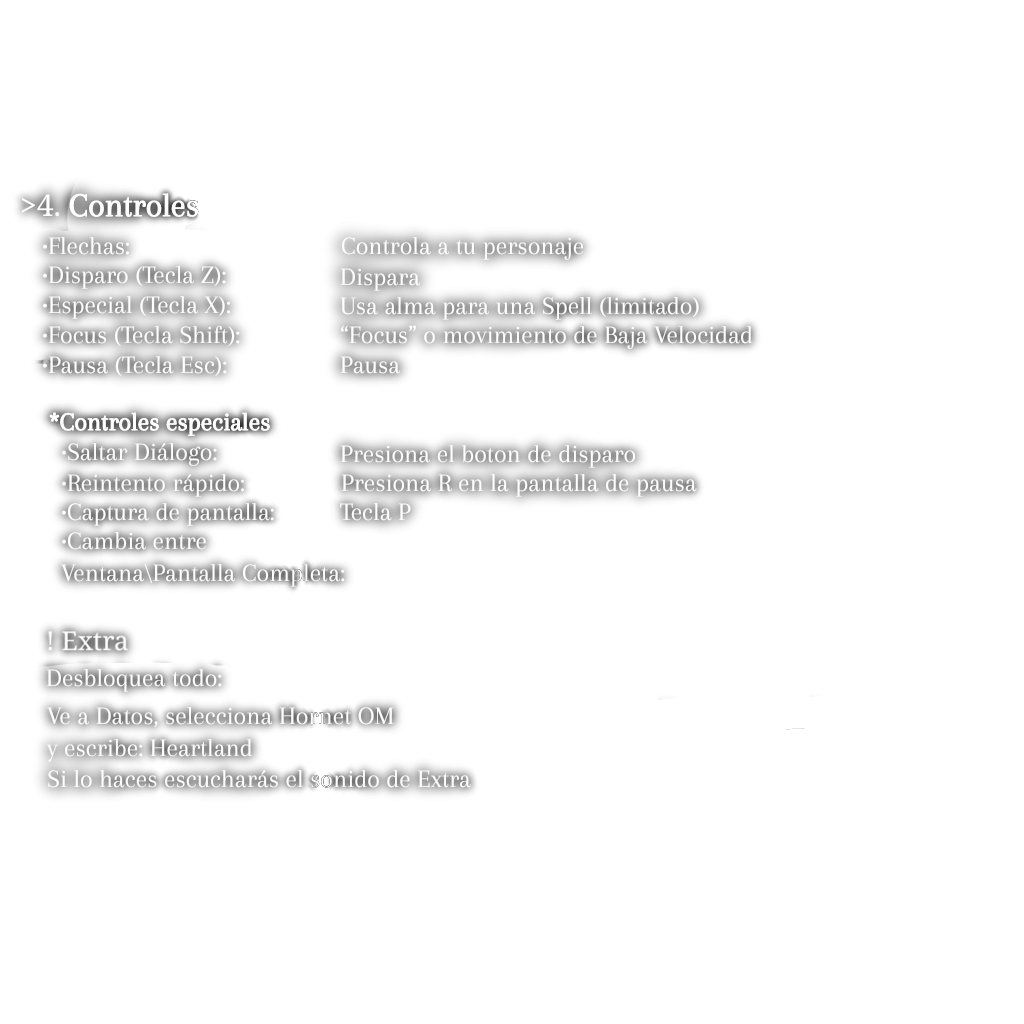 >4. Controles
·Flechas: Controla a tu personaje
·Disparo (Tecla Z): Dispara
·Especial (Tecla X): Usa alma para una Spell (limitado)
·Focus (Tecla Shift): “Focus” o movimiento de Baja Velocidad
·Pausa (Tecla Esc): Pausa
*Controles especiales
·Saltar Diálogo: Presiona el boton de disparo
·Reintento rápido: Presiona R en la pantalla de pausa
·Captura de pantalla: Tecla P
·Cambia entre
Ventana\Pantalla Completa:
! Extra
Desbloquea todo:
Ve a Datos, selecciona Hornet OM
y escribe: Heartland
Si lo haces escucharás el sonido de Extra